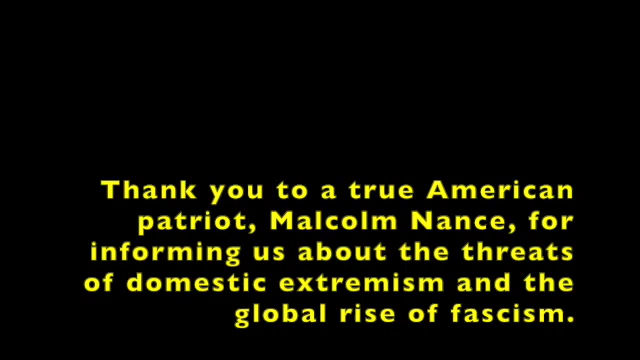 Thank you to a true American
patriot, Malcolm Nance, for
informing us about the threats
of domestic extremism and the
global rise of fascism.